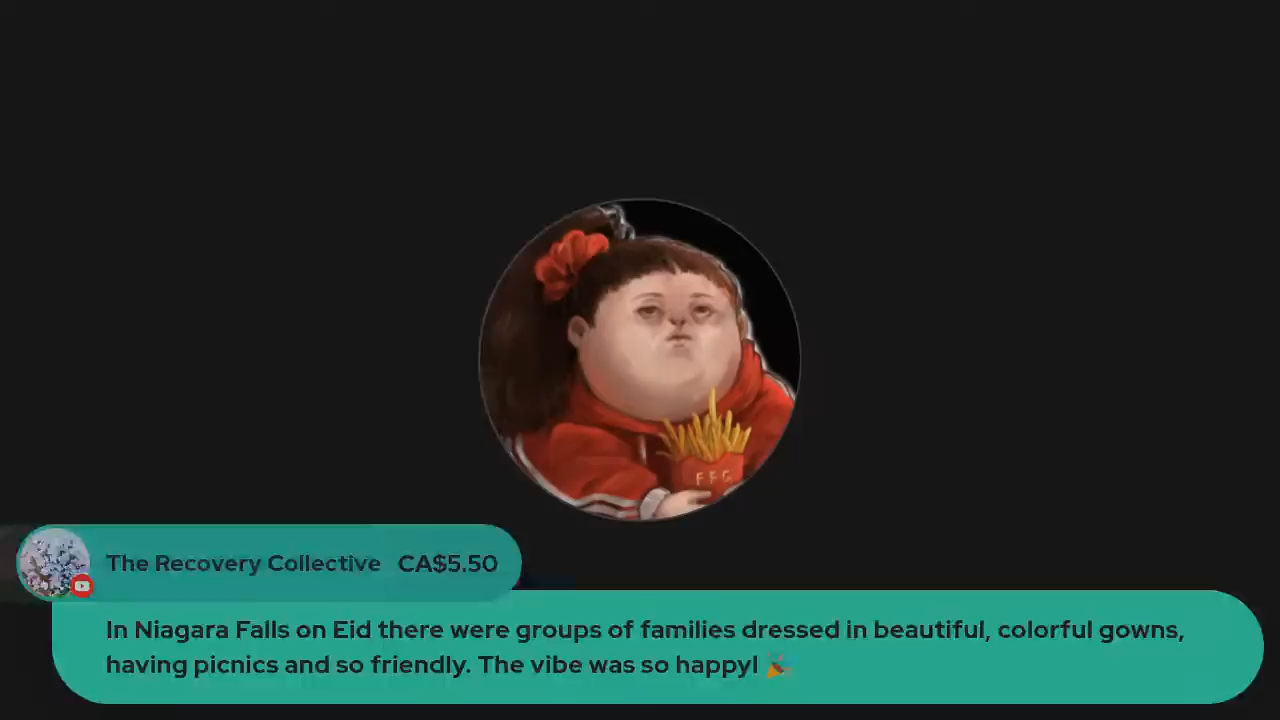 FFG
The Recovery Collective CA$5.50
In Niagara Falls on Eid there were groups of families dressed in beautiful, colorful gowns,
having picnics and so friendly. The vibe was so happy! 🎉